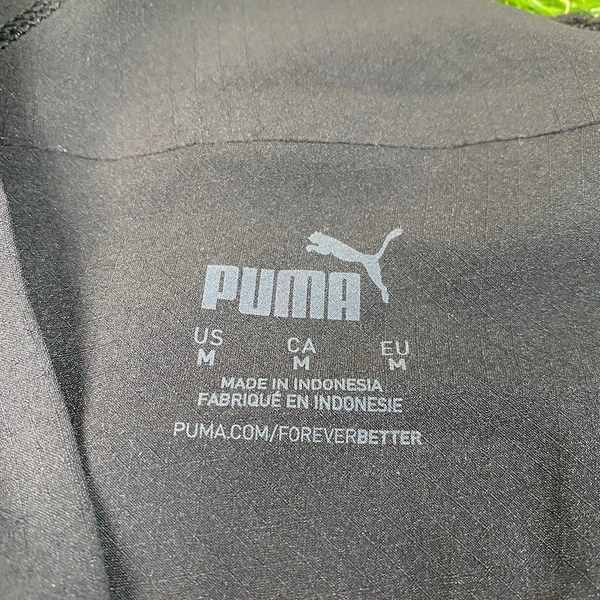 PUMA
US CA EU
M M M
MADE IN INDONESIA
FABRIQUÉ EN INDONESIE
PUMA.COM/FOREVERBETTER